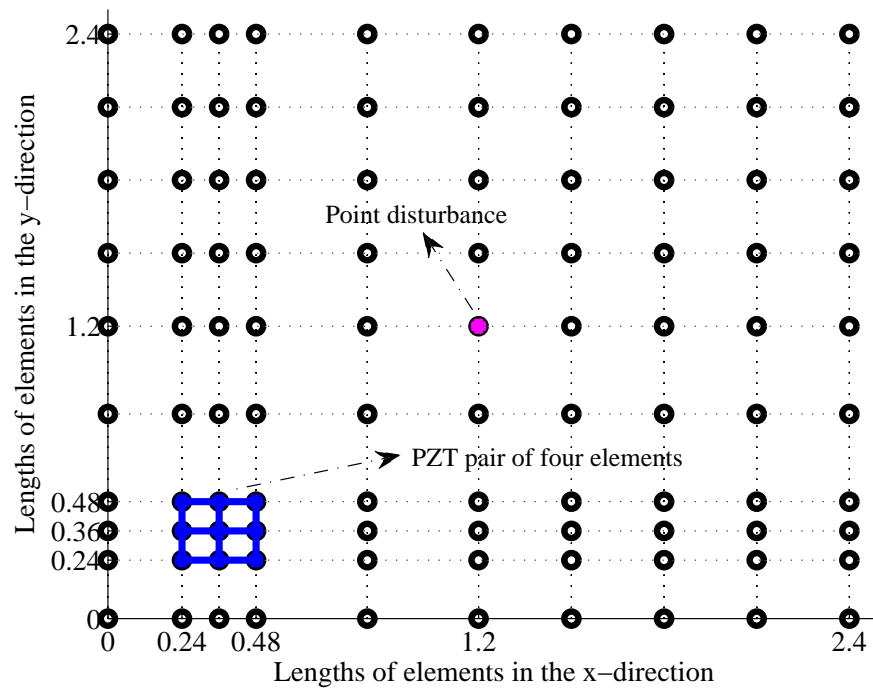 2.4
Lengths of elements in the y−direction
Point disturbance
1.2
PZT pair of four elements
0.48
0.36
0.24
0
0 0.24 0.48 1.2 2.4
Lengths of elements in the x−direction